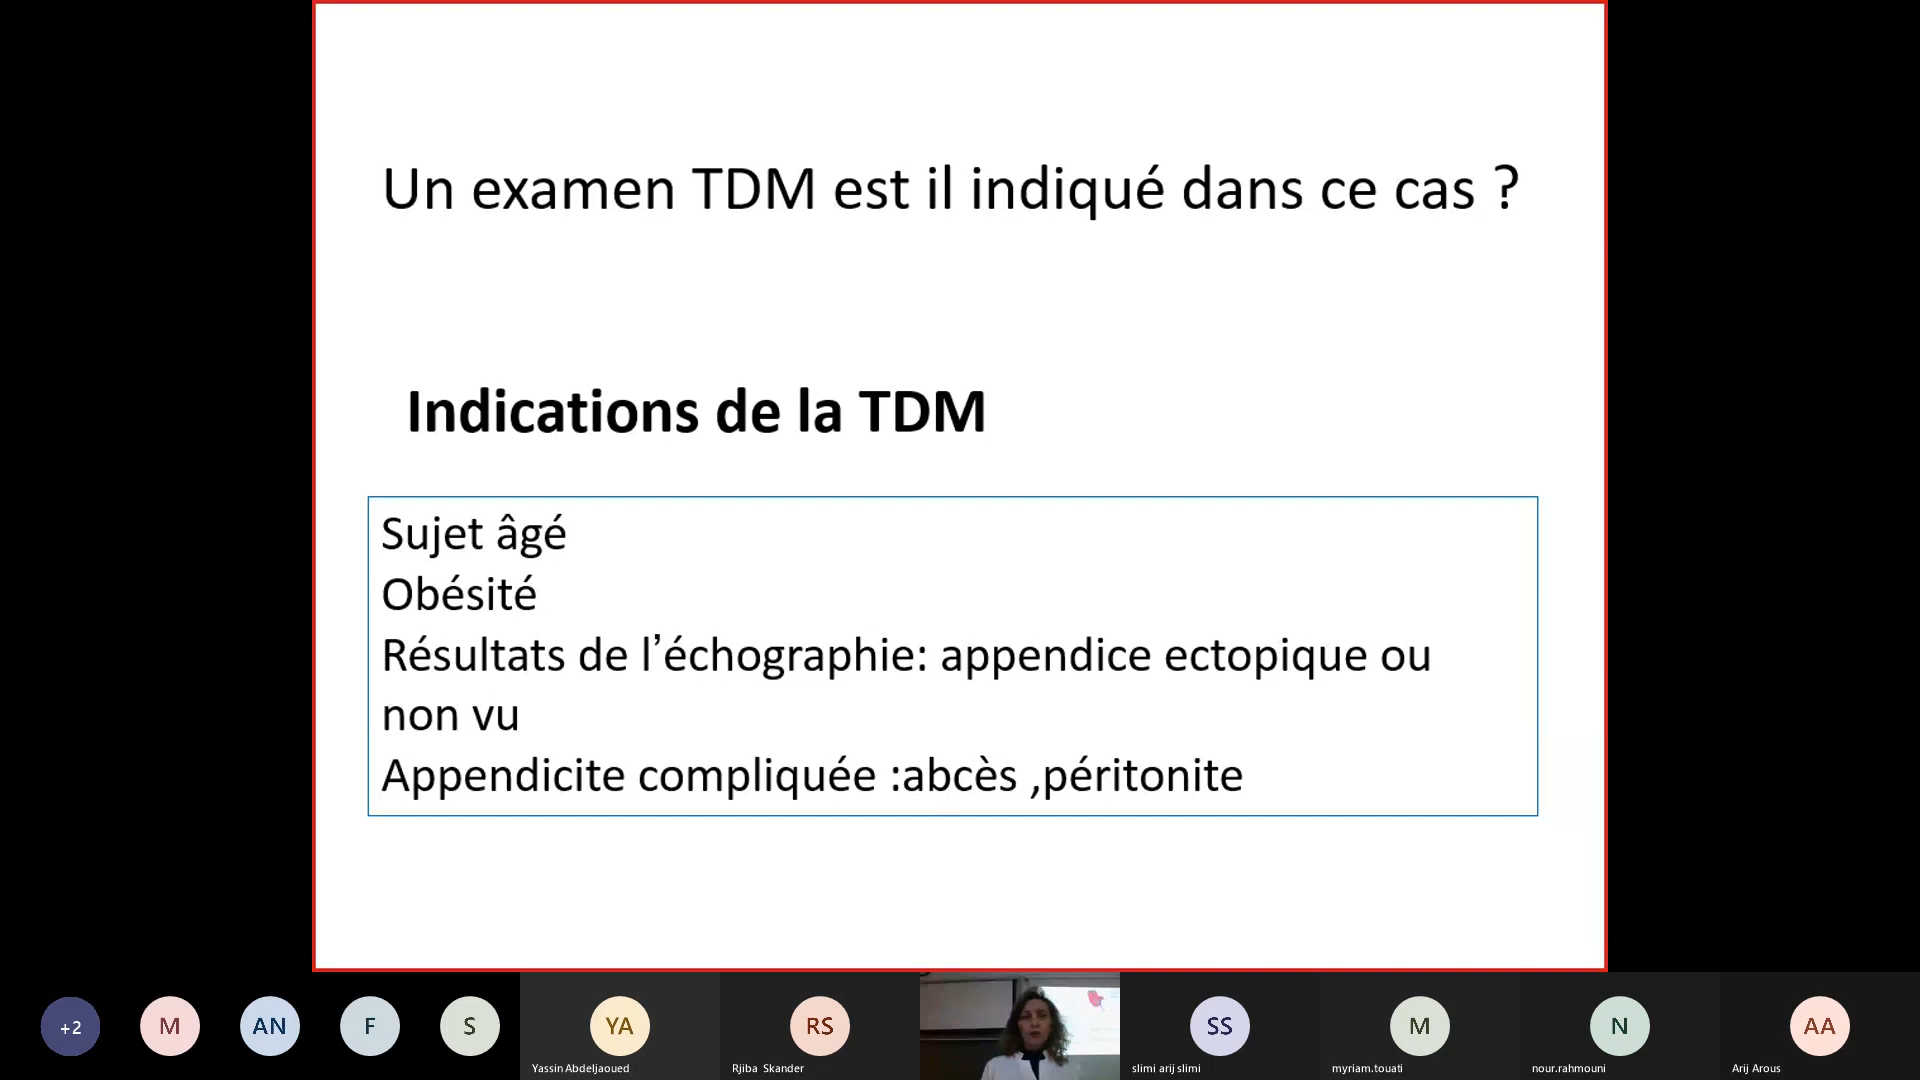 Un examen TDM est il indiqué dans ce cas ?
Indications de la TDM
Sujet âgé
Obésité
Résultats de l’échographie: appendice ectopique ou
non vu
Appendicite compliquée :abcès ,péritonite
+2
M
AN
F
S
YA
RS
SS
M
N
AA
Yassin Abdeljaoued
Rjiba Skander
slimi arij slimi
myriam.touati
nour.rahmouni
Arij Arous